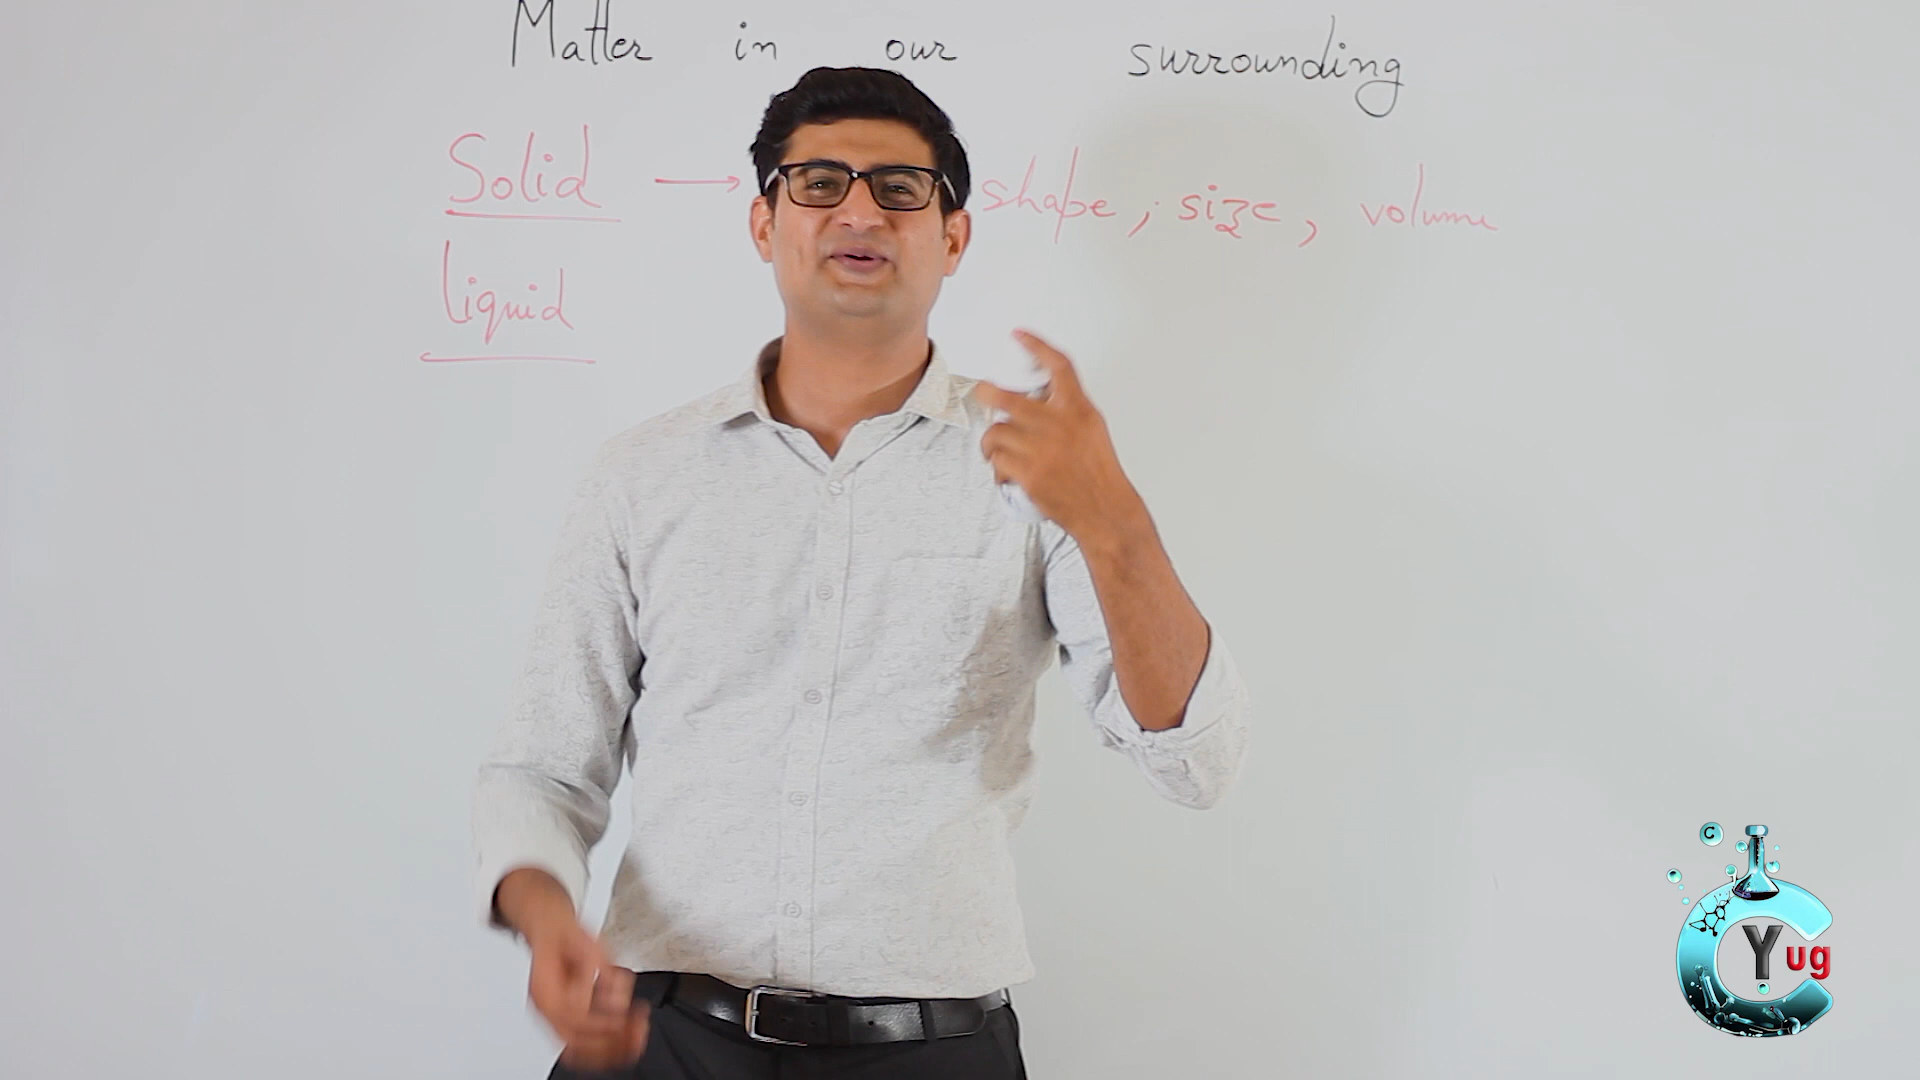 Matter in our surrounding
Solid → shape, size, volume
liquid
C
Yug